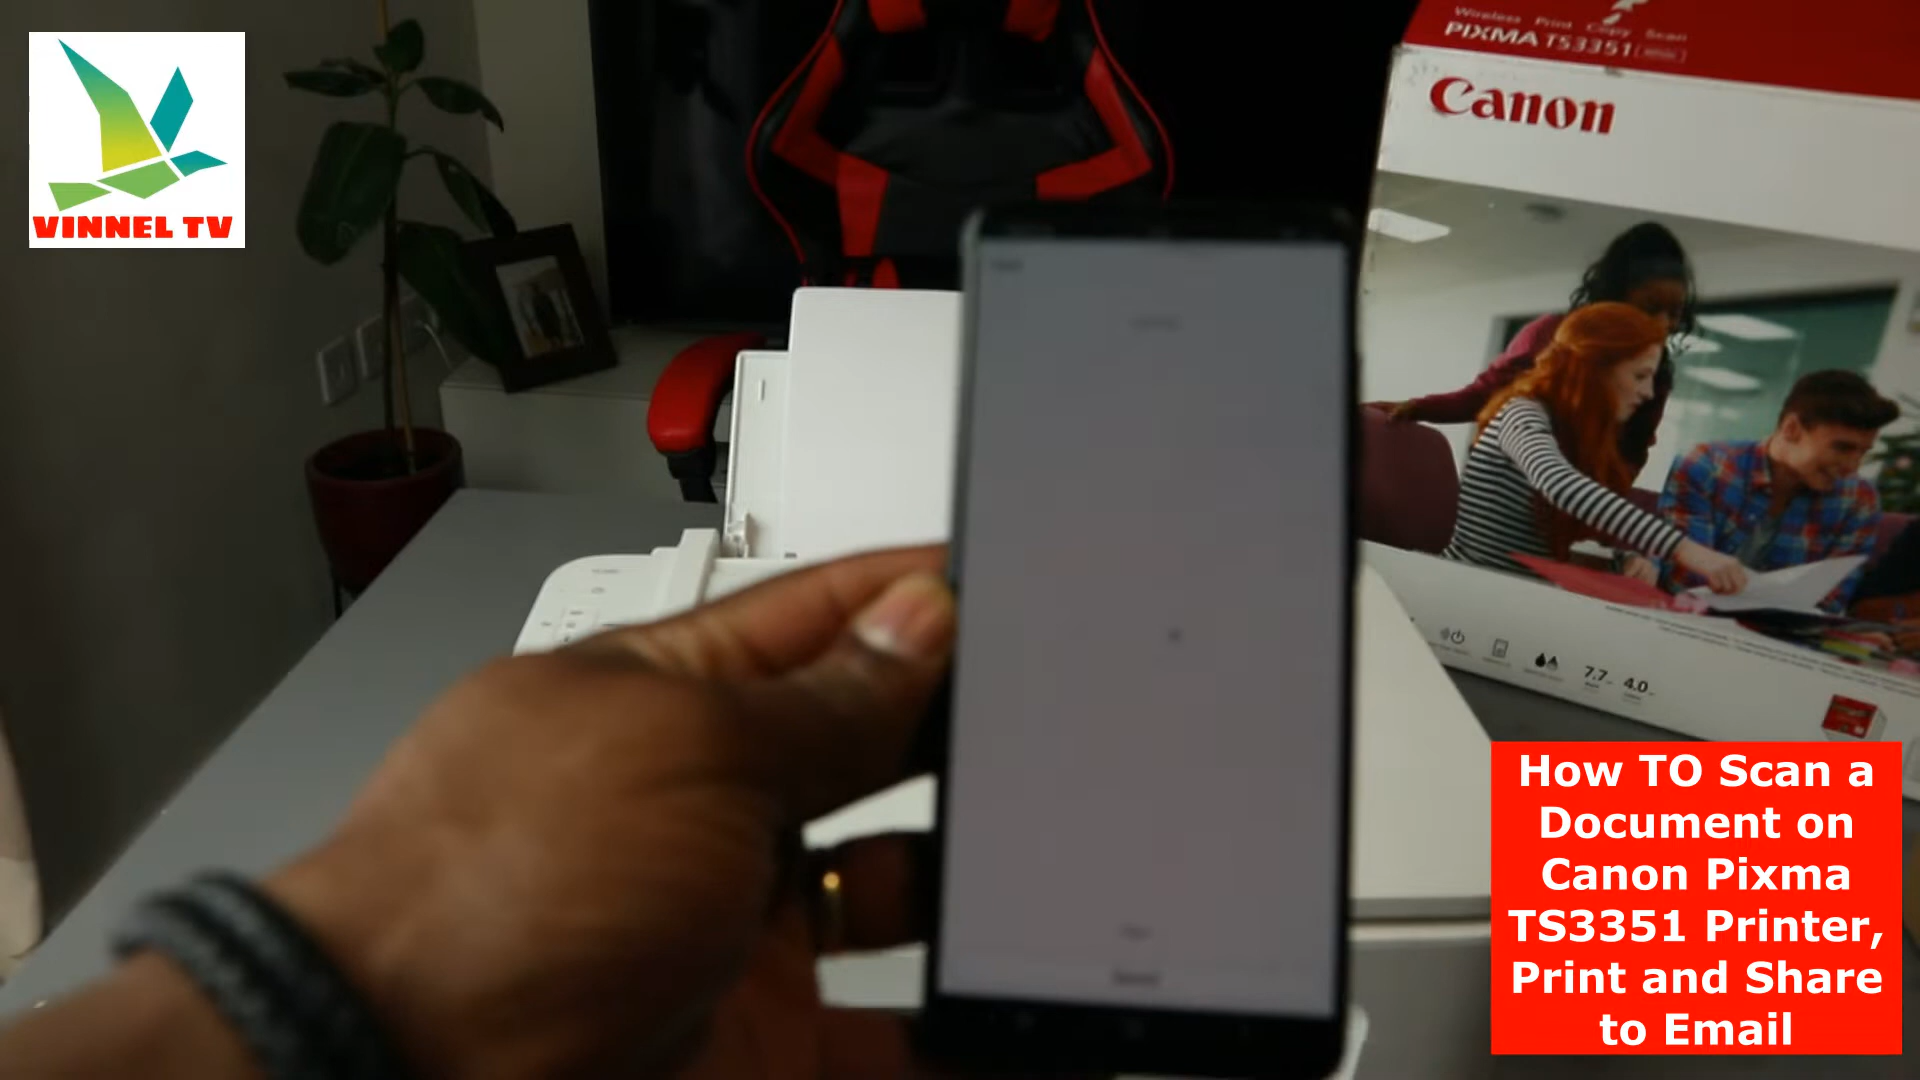 VINNEL TV
Wireless Print Copy Scan
PIXMA TS3351
Canon
7.7
4.0
How TO Scan a
Document on
Canon Pixma
TS3351 Printer,
Print and Share
to Email